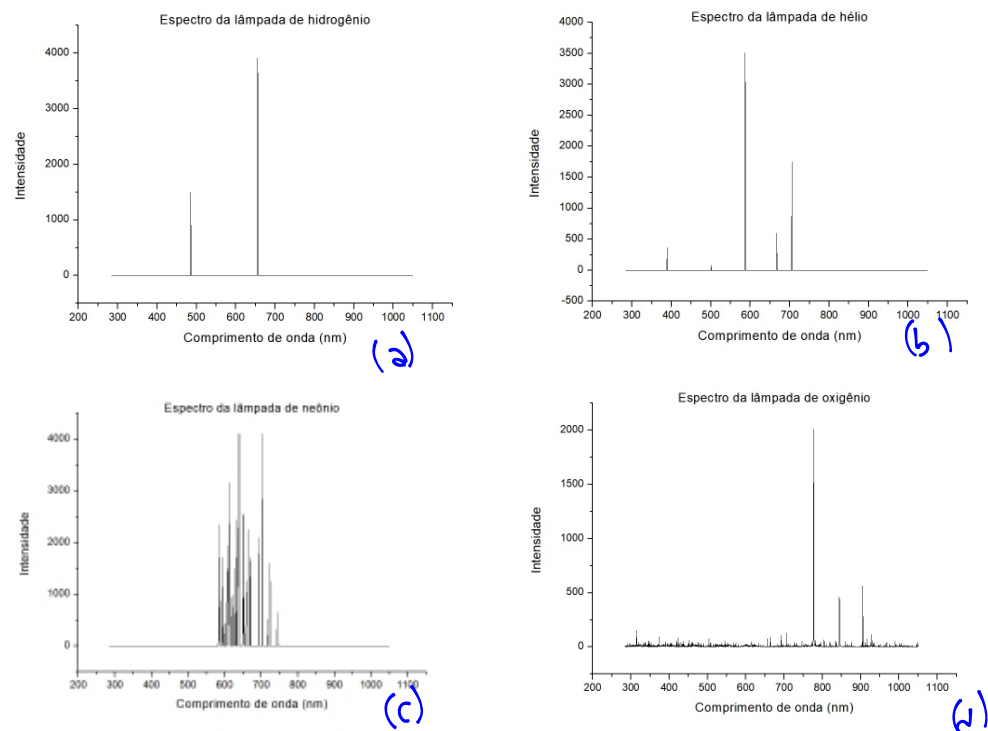 Espectro da lâmpada de hidrogênio
4000
3000
2000
1000
0
Intensidade
200 300 400 500 600 700 800 900 1000 1100
Comprimento de onda (nm)
(a)
Espectro da lâmpada de hélio
4000
3500
3000
2500
2000
1500
1000
500
0
-500
Intensidade
200 300 400 500 600 700 800 900 1000 1100
Comprimento de onda (nm)
(b)
Espectro da lâmpada de neônio
4000
3000
2000
1000
0
Intensidade
200 300 400 500 600 700 800 900 1000 1100
Comprimento de onda (nm)
(c)
Espectro da lâmpada de oxigênio
2000
1500
1000
500
0
Intensidade
200 300 400 500 600 700 800 900 1000 1100
Comprimento de onda (nm)
(d)